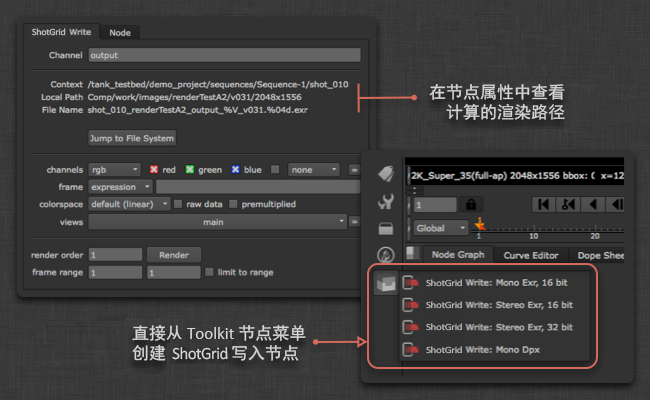 ShotGrid Write Node
Channel output
Context /tank_testbed/demo_project/sequences/Sequence-1/shot_010
Local Path Comp/work/images/renderTestA2/v031/2048x1556
File Name shot_010_renderTestA2_output_%V_v031.%04d.exr
Jump to File System
channels rgb red green blue none =
frame expression
colorspace default (linear) raw data premultiplied
views main =
render order 1 Render
frame range 1 1 limit to range
在节点属性中查看
计算的渲染路径
2K_Super_35(full-ap) 2048x1556 bbox: ( x=12
1
Global 1 10 20
Node Graph Curve Editor Dope Shee
ShotGrid Write: Mono Exr, 16 bit
ShotGrid Write: Stereo Exr, 16 bit
ShotGrid Write: Stereo Exr, 32 bit
ShotGrid Write: Mono Dpx
直接从 Toolkit 节点菜单
创建 ShotGrid 写入节点